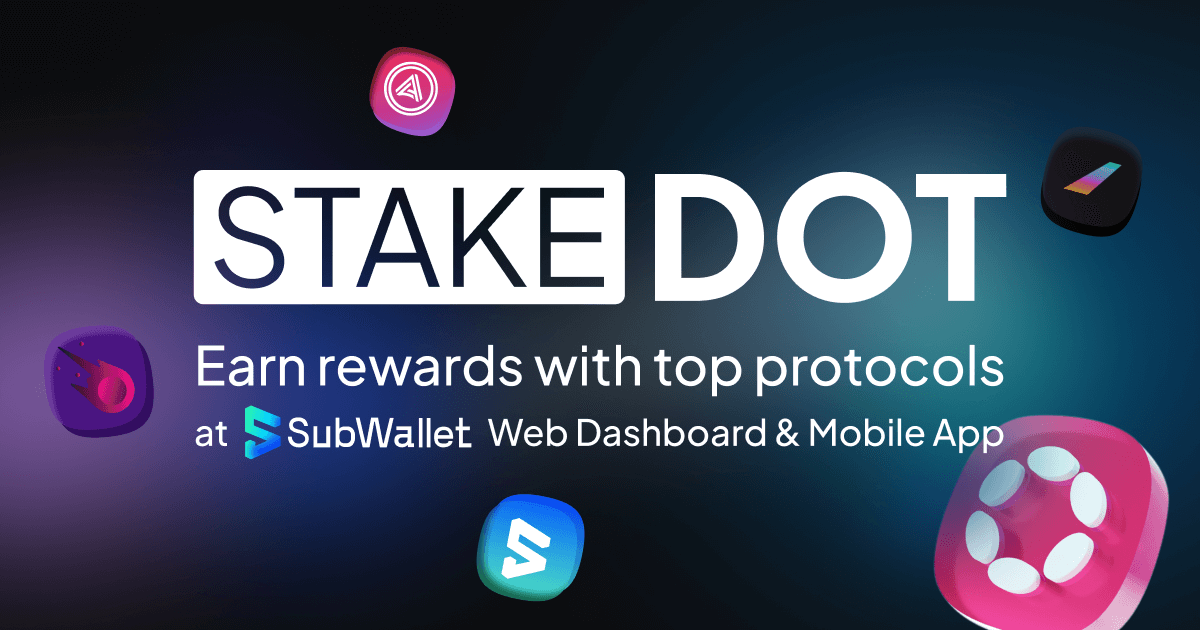 STAKE DOT
Earn rewards with top protocols
at SubWallet Web Dashboard & Mobile App